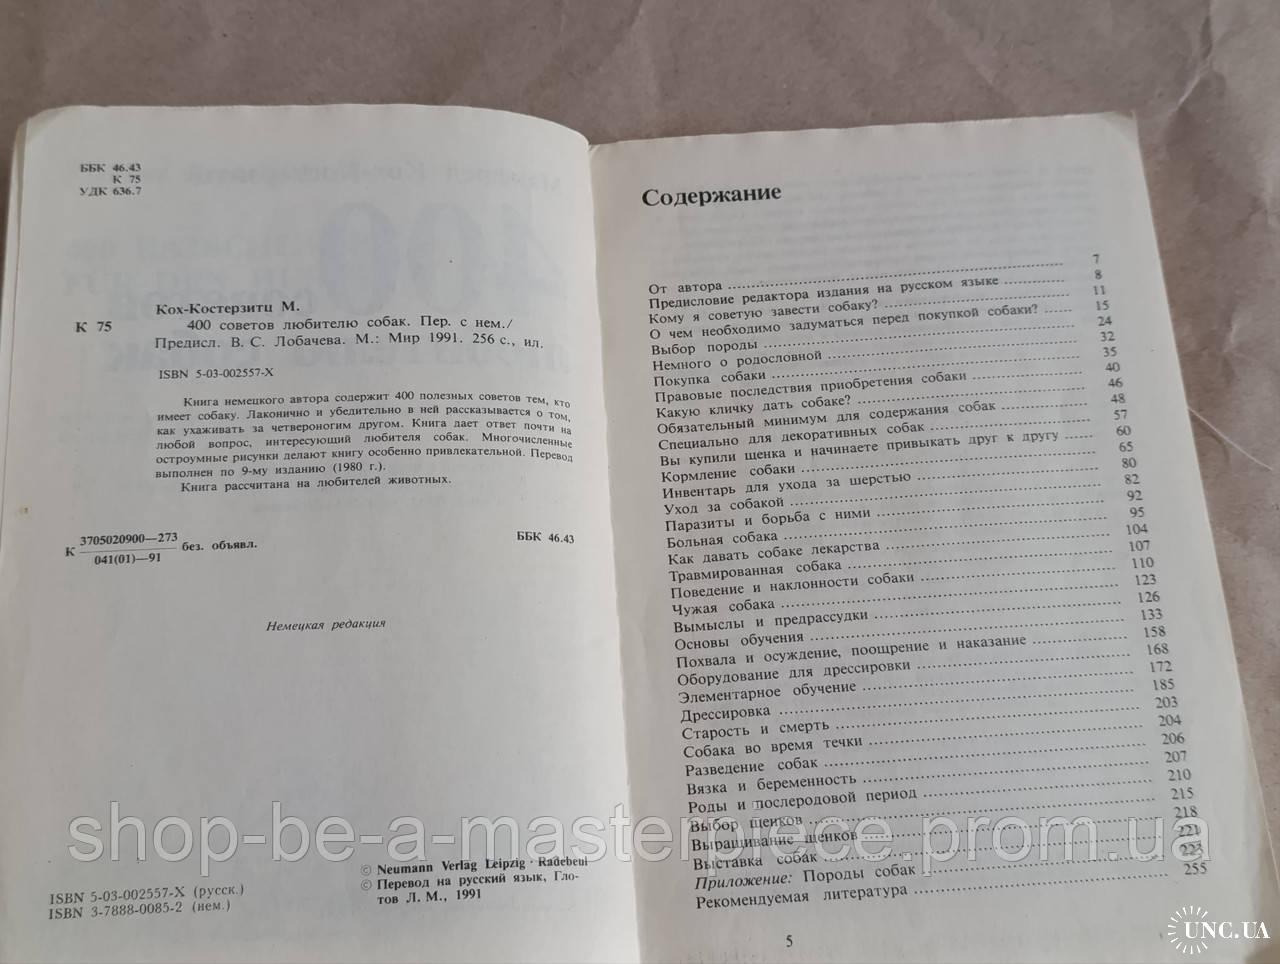 ББК 46.43
К 75
УДК 636.7
Кох-Костерзитц М.
К 75
400 советов любителю собак. Пер. с нем./
Предисл. В. С. Лобачева. М.: Мир 1991. 256 с., ил.
ISBN 5-03-002557-X
Книга немецкого автора содержит 400 полезных советов тем, кто
имеет собаку. Лаконично и убедительно в ней рассказывается о том,
как ухаживать за четвероногим другом. Книга дает ответ почти на
любой вопрос, интересующий любителя собак. Многочисленные
остроумные рисунки делают книгу особенно привлекательной. Перевод
выполнен по 9-му изданию (1980 г.).
Книга рассчитана на любителей животных.
К 3705020900—273
041(01)—91 без. объявл.
ББК 46.43
Немецкая редакция
ISBN 5-03-002557-X (русск.)
ISBN 3-7888-0085-2 (нем.)
© Neumann Verlag Leipzig · Radebeul
© Перевод на русский язык, Гло-
тов Л. М., 1991
Содержание
От автора 7
Предисловие редактора издания на русском языке 8
Кому я советую завести собаку? 11
О чем необходимо задуматься перед покупкой собаки? 15
Выбор породы 24
Немного о родословной 32
Покупка собаки 35
Правовые последствия приобретения собаки 40
Какую кличку дать собаке? 46
Обязательный минимум для содержания собак 48
Специально для декоративных собак 57
Вы купили щенка и начинаете привыкать друг к другу 60
Кормление собаки 65
Инвентарь для ухода за шерстью 80
Уход за собакой 82
Паразиты и борьба с ними 92
Больная собака 95
Как давать собаке лекарства 104
Травмированная собака 107
Поведение и наклонности собаки 110
Чужая собака 123
Вымыслы и предрассудки 126
Основы обучения 133
Похвала и осуждение, поощрение и наказание 158
Оборудование для дрессировки 168
Элементарное обучение 172
Дрессировка 185
Старость и смерть 203
Собака во время течки 204
Разведение собак 206
Вязка и беременность 207
Роды и послеродовой период 210
Выбор щенков 215
Выращивание щенков 218
Выставка собак 221
Приложение: Породы собак 223
Рекомендуемая литература 255
5
shop-be-a-masterpiece.prom.ua
UNC.UA